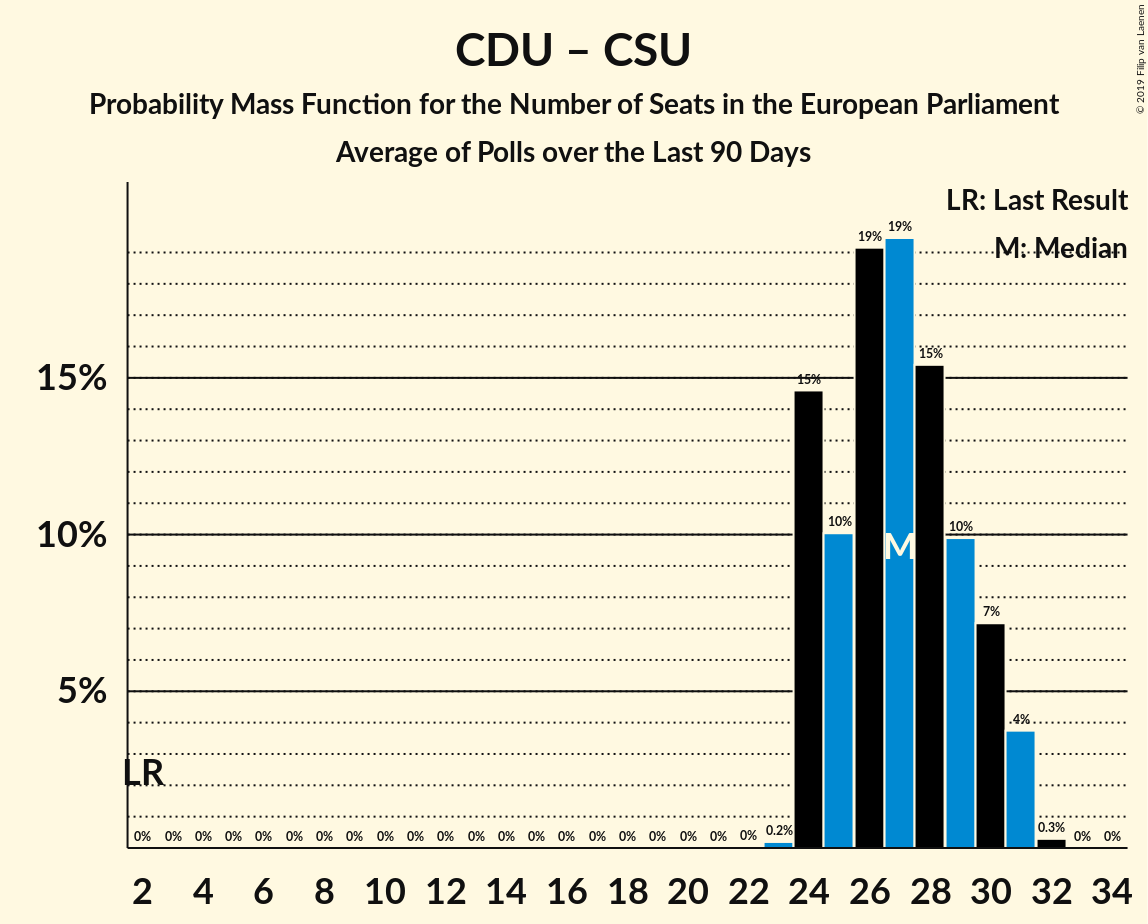 CDU – CSU
Probability Mass Function for the Number of Seats in the European Parliament
Average of Polls over the Last 90 Days
© 2019 Filip van Laenen
LR: Last Result
M: Median
15%
10%
5%
LR
M
0% 0% 0% 0% 0% 0% 0% 0% 0% 0% 0% 0% 0% 0% 0% 0% 0% 0% 0% 0% 0% 0.2% 15% 10% 19% 19% 15% 10% 7% 4% 0.3% 0% 0%
2 4 6 8 10 12 14 16 18 20 22 24 26 28 30 32 34